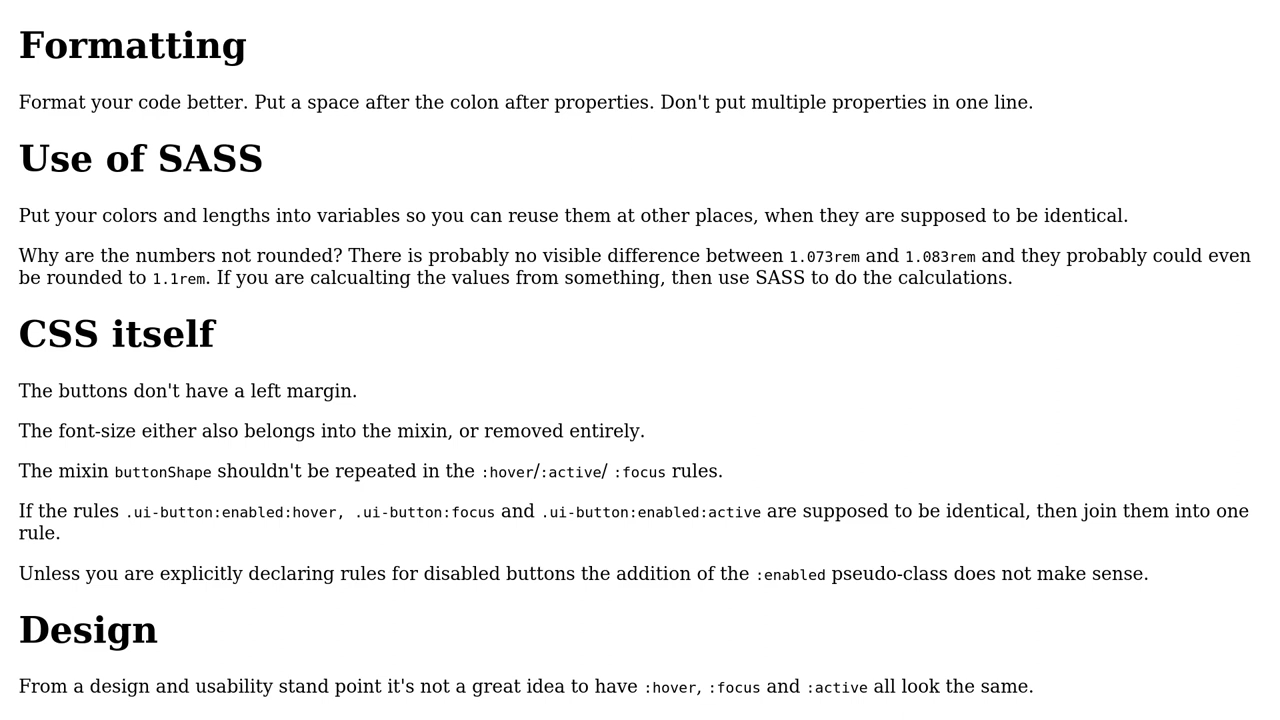 Formatting
Format your code better. Put a space after the colon after properties. Don't put multiple properties in one line.
Use of SASS
Put your colors and lengths into variables so you can reuse them at other places, when they are supposed to be identical.
Why are the numbers not rounded? There is probably no visible difference between 1.073rem and 1.083rem and they probably could even
be rounded to 1.1rem. If you are calcualting the values from something, then use SASS to do the calculations.
CSS itself
The buttons don't have a left margin.
The font-size either also belongs into the mixin, or removed entirely.
The mixin buttonShape shouldn't be repeated in the :hover/:active/ :focus rules.
If the rules .ui-button:enabled:hover, .ui-button:focus and .ui-button:enabled:active are supposed to be identical, then join them into one
rule.
Unless you are explicitly declaring rules for disabled buttons the addition of the :enabled pseudo-class does not make sense.
Design
From a design and usability stand point it's not a great idea to have :hover, :focus and :active all look the same.